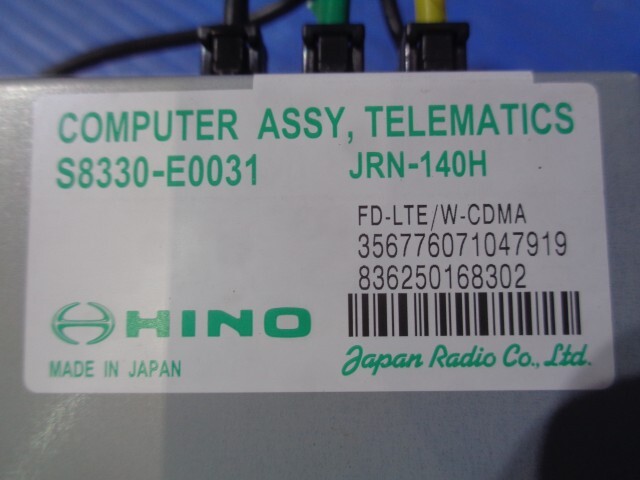 COMPUTER ASSY, TELEMATICS
S8330-E0031 JRN-140H
FD-LTE/W-CDMA
356776071047919
836250168302
HINO
MADE IN JAPAN
Japan Radio Co., Ltd.